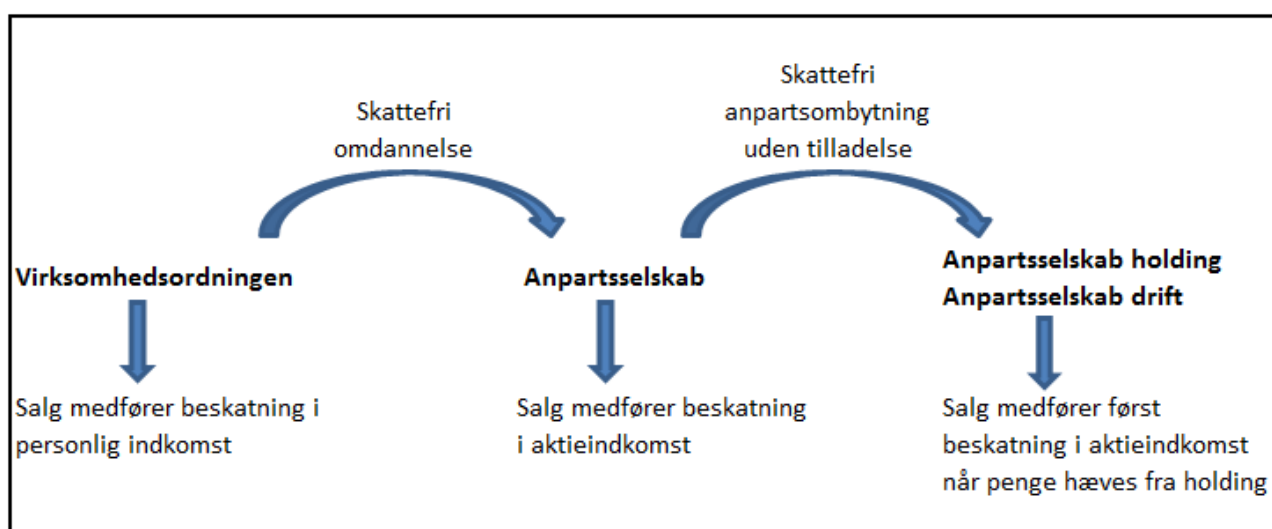 Skattefri
omdannelse
Skattefri
anpartsombytning
uden tilladelse
Virksomhedsordningen
Anpartsselskab
Anpartsselskab holding
Anpartsselskab drift
Salg medfører beskatning i
personlig indkomst
Salg medfører beskatning
i aktieindkomst
Salg medfører først
beskatning i aktieindkomst
når penge hæves fra holding